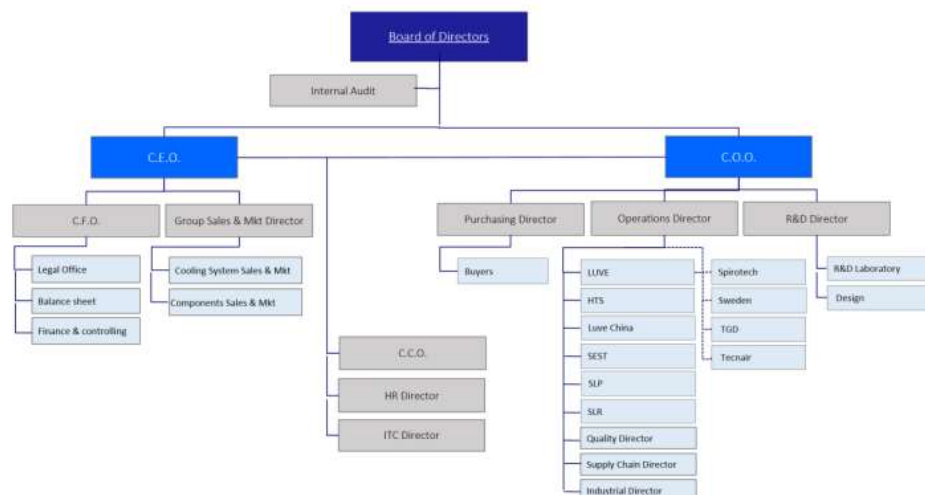 Board of Directors
Internal Audit
C.E.O.
C.O.O.
C.F.O.
Group Sales & Mkt Director
Purchasing Director
Operations Director
R&D Director
Legal Office
Cooling System Sales & Mkt
Buyers
LUVE
Spirotech
R&D Laboratory
Balance sheet
Components Sales & Mkt
HTS
Sweden
Design
Finance & controlling
Luve China
TGD
C.C.O.
SEST
Tecnair
HR Director
SLP
SLR
ITC Director
Quality Director
Supply Chain Director
Industrial Director